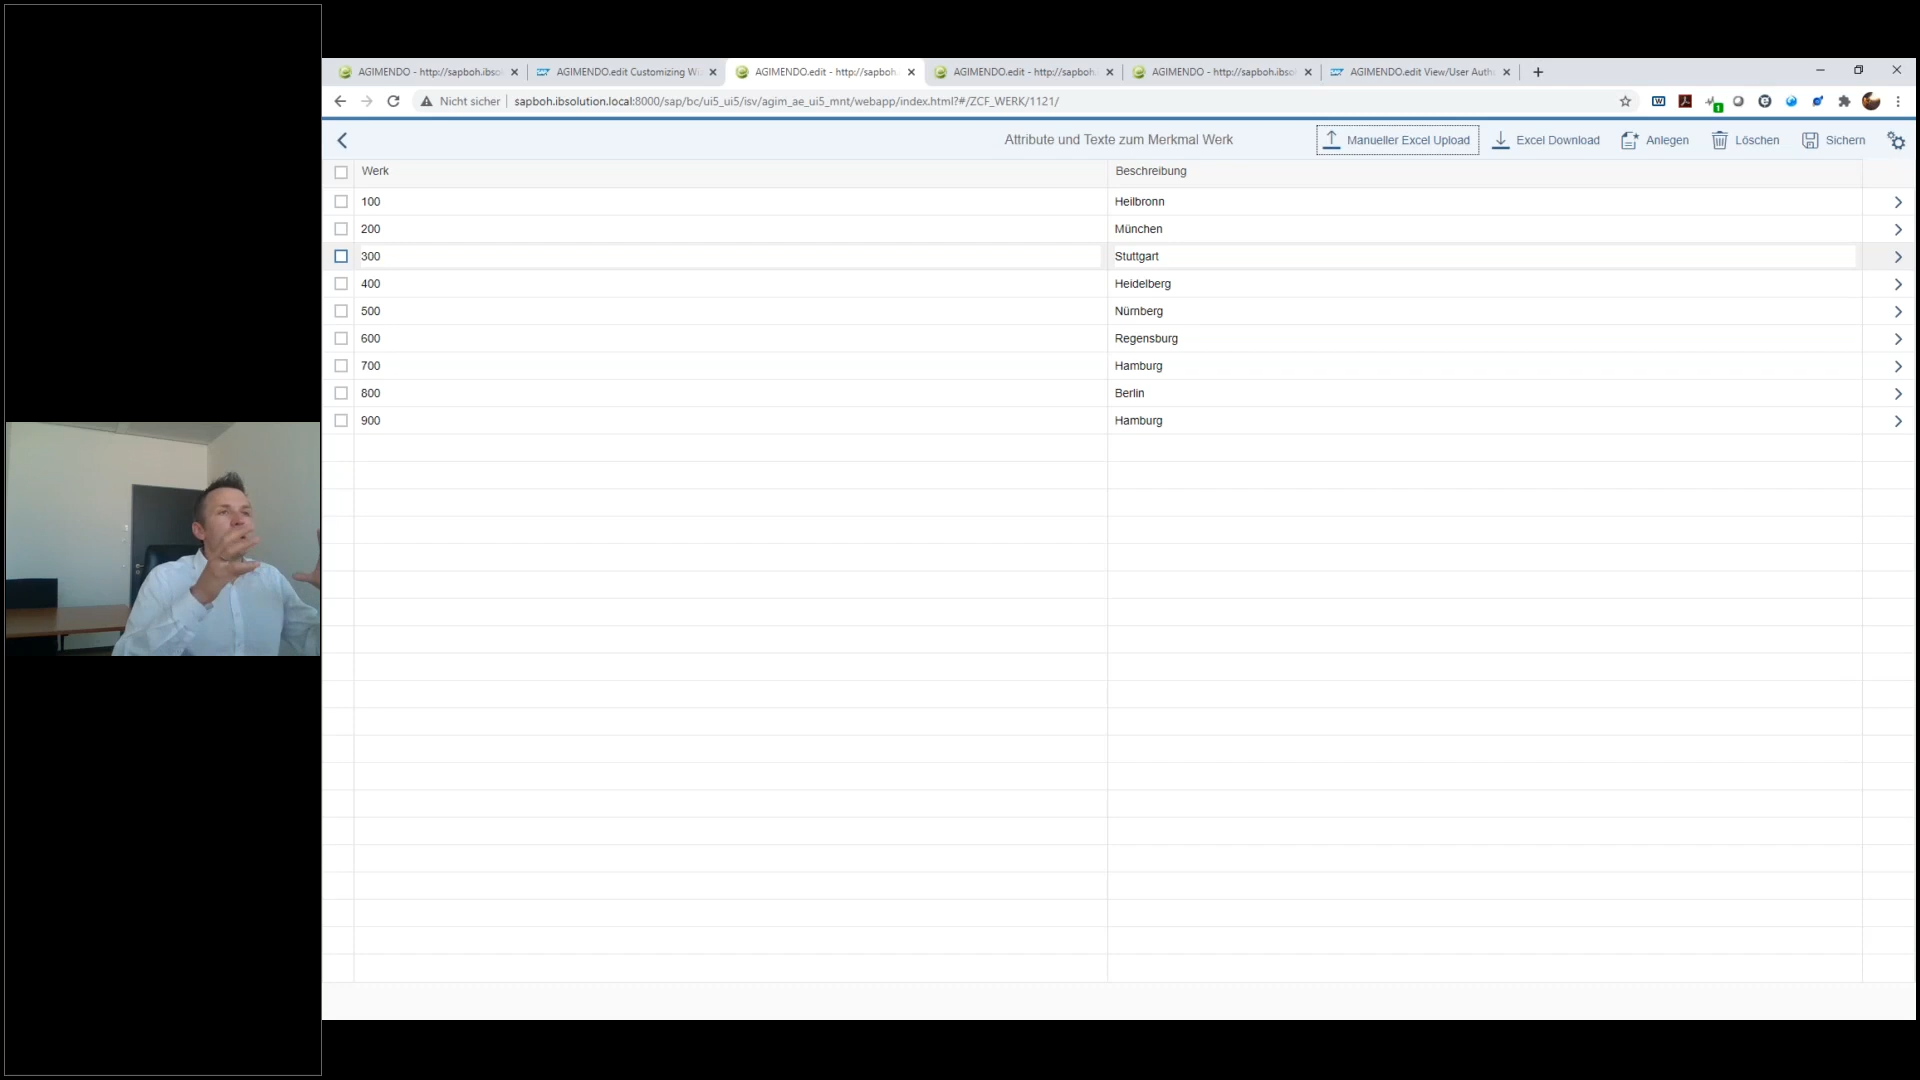 AGIMENDO - http://sapboh.ibso
AGIMENDO.edit Customizing Wi
AGIMENDO.edit - http://sapboh.
AGIMENDO.edit - http://sapboh.
AGIMENDO - http://sapboh.ibso
AGIMENDO.edit View/User Auth
Nicht sicher
sapboh.ibsolution.local:8000/sap/bc/ui5_ui5/isv/agim_ae_ui5_mnt/webapp/index.html?#/ZCF_WERK/1121/
Attribute und Texte zum Merkmal Werk
Manueller Excel Upload
Excel Download
Anlegen
Löschen
Sichern
Werk Beschreibung
100 Heilbronn
200 München
300 Stuttgart
400 Heidelberg
500 Nürnberg
600 Regensburg
700 Hamburg
800 Berlin
900 Hamburg